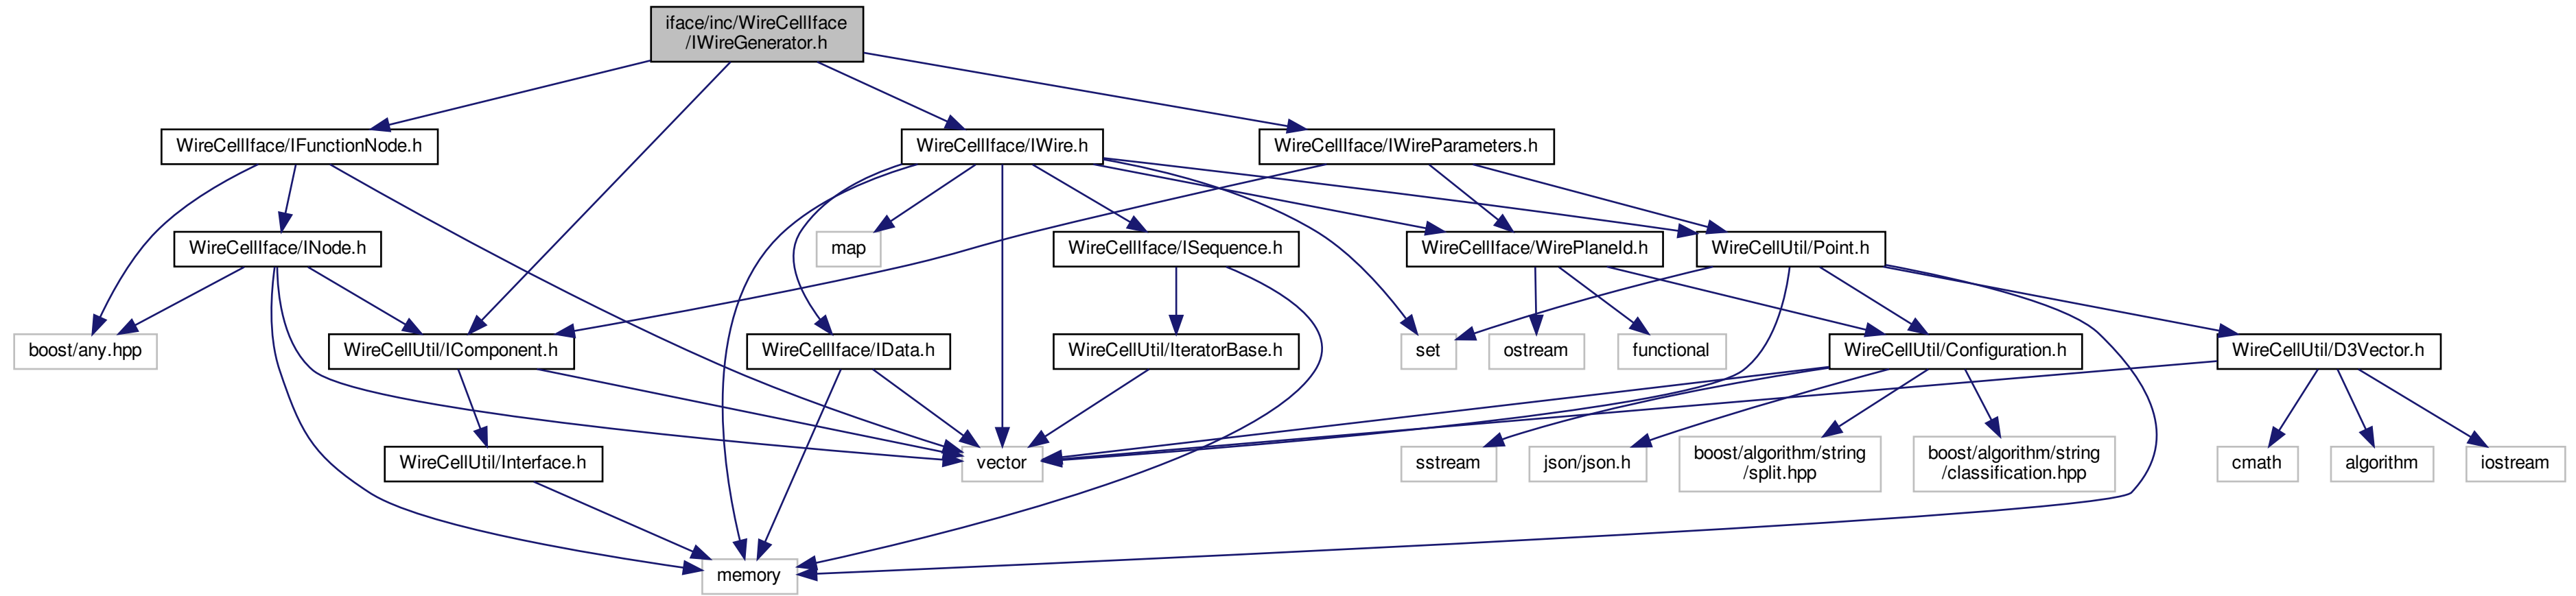 iface/inc/WireCellIface
/IWireGenerator.h
WireCellIface/IFunctionNode.h
WireCellIface/IWire.h
WireCellIface/IWireParameters.h
WireCellIface/INode.h
map
WireCellIface/ISequence.h
WireCellIface/WirePlaneId.h
WireCellUtil/Point.h
boost/any.hpp
WireCellUtil/IComponent.h
WireCellIface/IData.h
WireCellUtil/IteratorBase.h
set
ostream
functional
WireCellUtil/Configuration.h
WireCellUtil/D3Vector.h
WireCellUtil/Interface.h
vector
sstream
json/json.h
boost/algorithm/string
/split.hpp
boost/algorithm/string
/classification.hpp
cmath
algorithm
iostream
memory